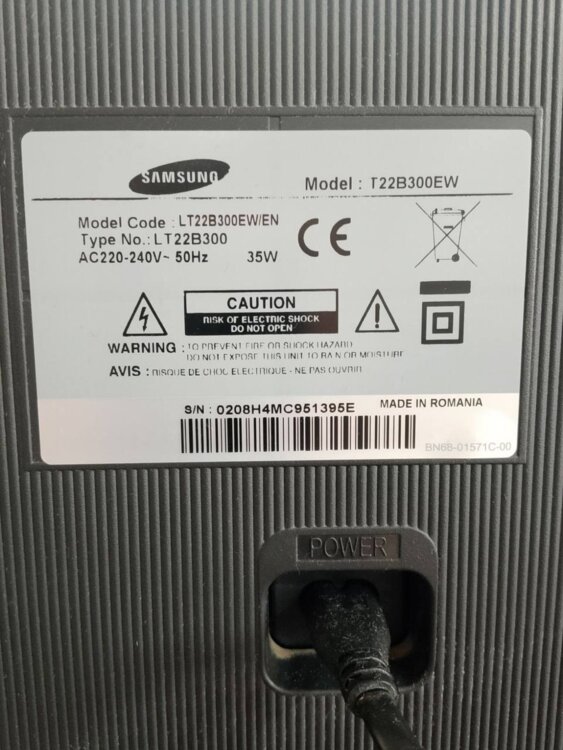 SAMSUNG
Model : T22B300EW
Model Code : LT22B300EW/EN
Type No.: LT22B300
AC220-240V~ 50Hz 35W
CE
CAUTION
RISK OF ELECTRIC SHOCK
DO NOT OPEN
WARNING : TO PREVENT FIRE OR SHOCK HAZARD
DO NOT EXPOSE THIS UNIT TO RAIN OR MOISTURE
AVIS : RISQUE DE CHOC ELECTRIQUE - NE PAS OUVRIR
S/N : 0208H4MC951395E
MADE IN ROMANIA
BN68-01571C-00
POWER